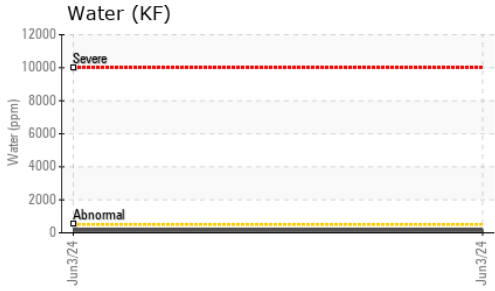 Water (KF)
12000
Severe
10000
8000
Water (ppm)
6000
4000
2000
Abnormal
0
Jun3/24
Jun3/24